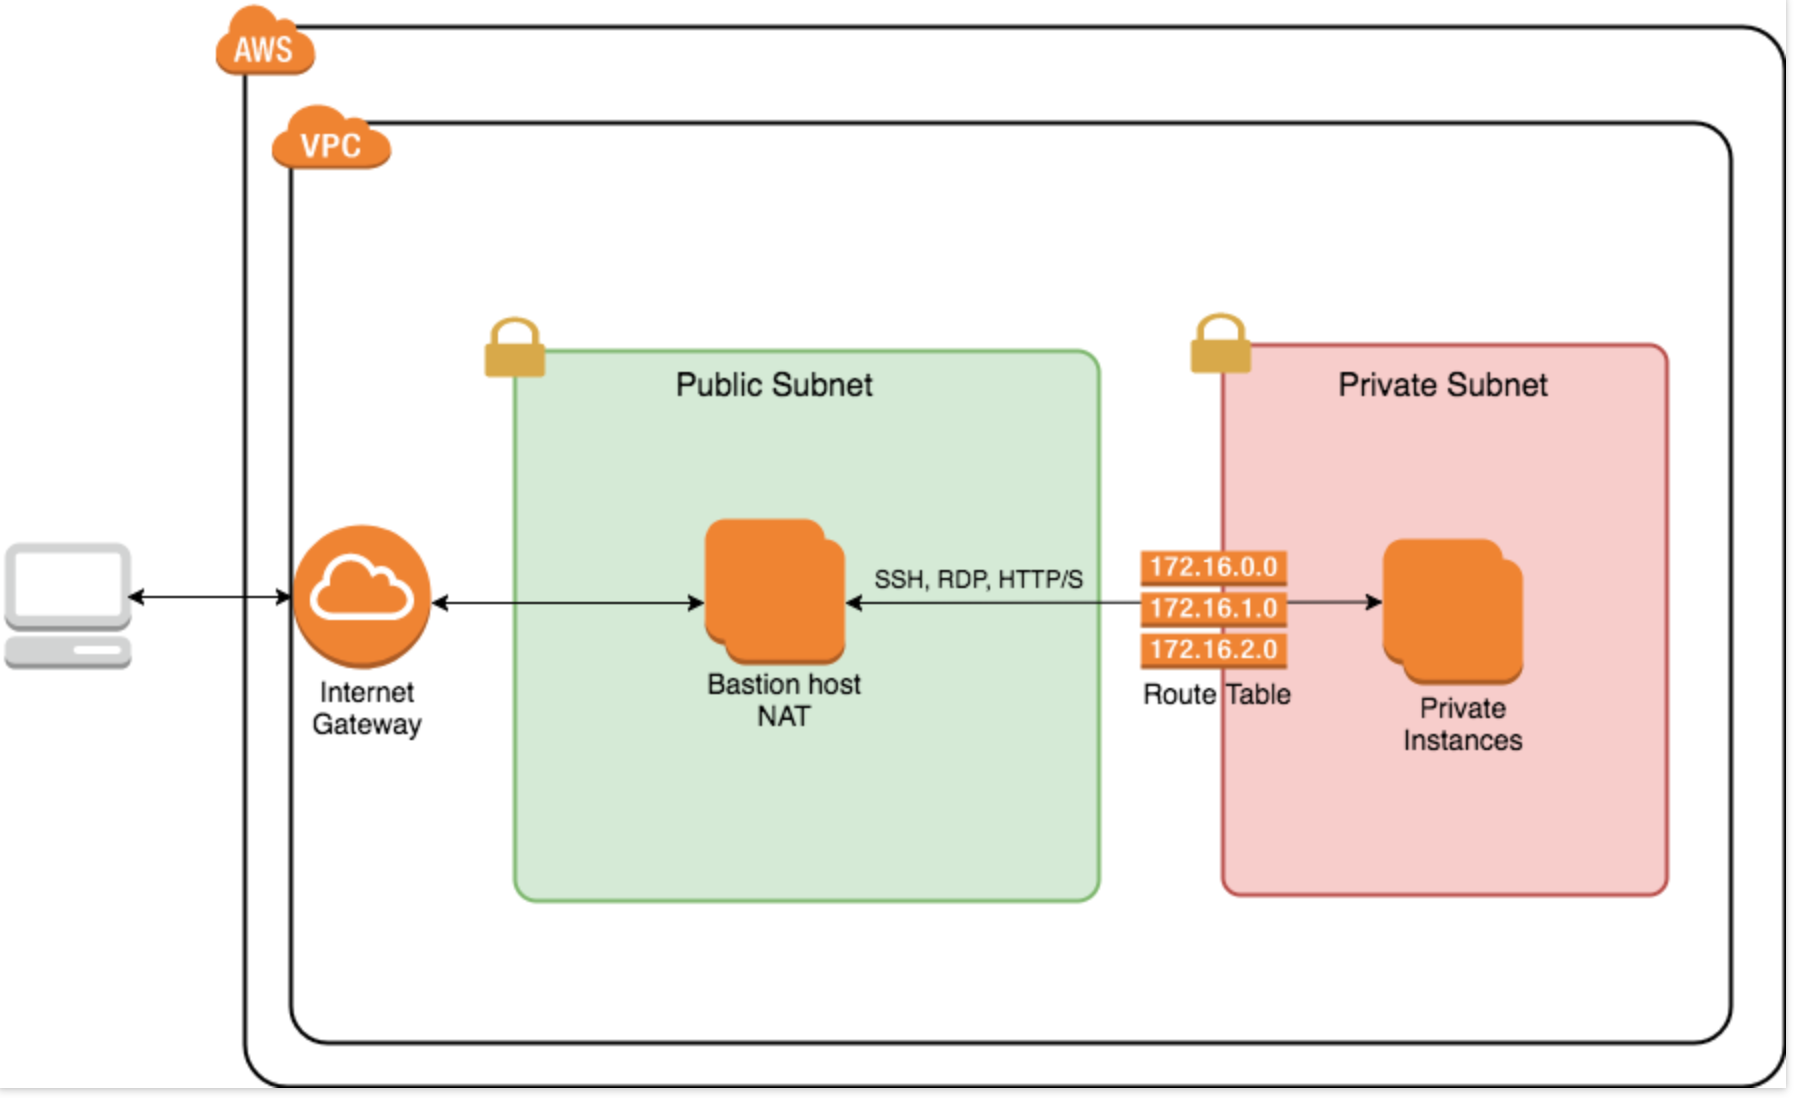 AWS
VPC
Public Subnet
Private Subnet
SSH, RDP, HTTP/S
172.16.0.0
172.16.1.0
172.16.2.0
Route Table
Internet
Gateway
Bastion host
NAT
Private
Instances